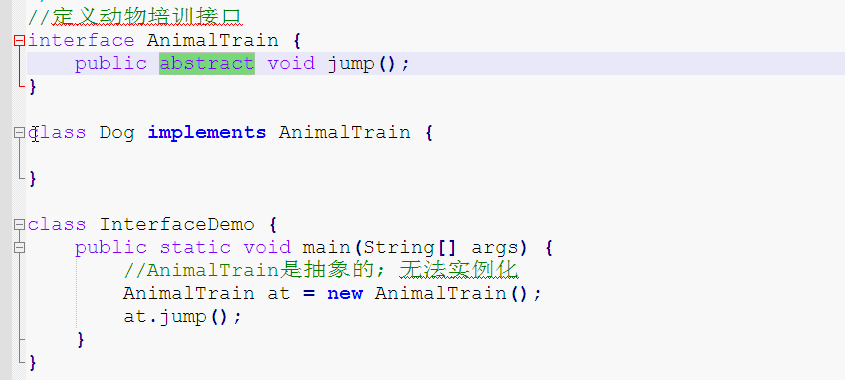 //定义动物培训接口
interface AnimalTrain {
    public abstract void jump();
}
class Dog implements AnimalTrain {
}
class InterfaceDemo {
    public static void main(String[] args) {
        //AnimalTrain是抽象的; 无法实例化
        AnimalTrain at = new AnimalTrain();
        at.jump();
    }
}